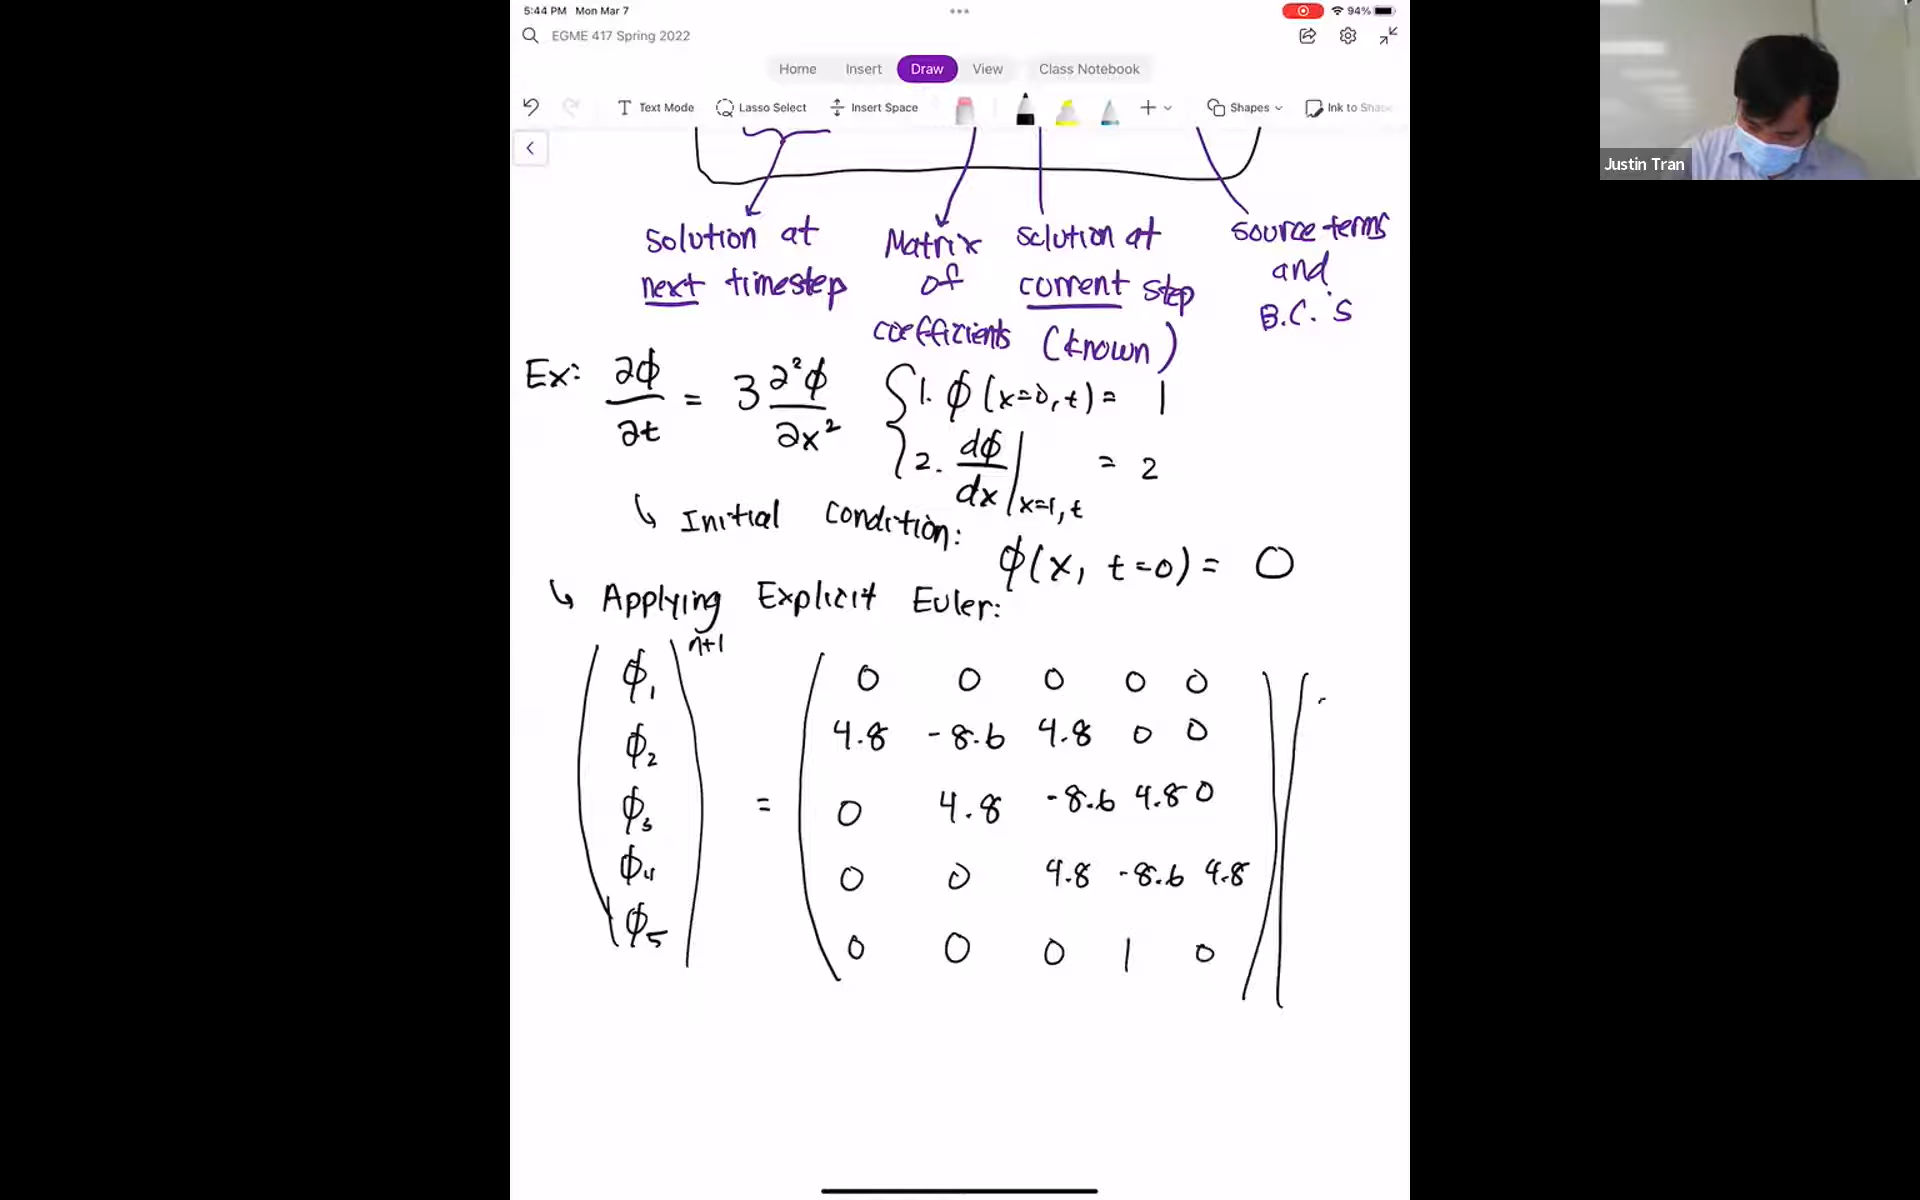 5:44 PM Mon Mar 7
94%
EGME 417 Spring 2022
Home Insert Draw View Class Notebook
Text Mode Lasso Select Insert Space Shapes Ink to Shape
Justin Tran
solution at Matrix solution at source terms
next timestep of current step and
coefficients (known) B.C.'s
Ex: ∂ϕ/∂t = 3 ∂²ϕ/∂x² { 1. ϕ(x=0,t) = 1
2. dϕ/dx |x=1,t = 2
↳ Initial condition: ϕ(x, t=0) = 0
↳ Applying Explicit Euler:
n+1
ϕ₁ 0 0 0 0 0
ϕ₂ 4.8 -8.6 4.8 0 0
ϕ₃ = 0 4.8 -8.6 4.8 0
ϕ₄ 0 0 4.8 -8.6 4.8
ϕ₅ 0 0 0 1 0